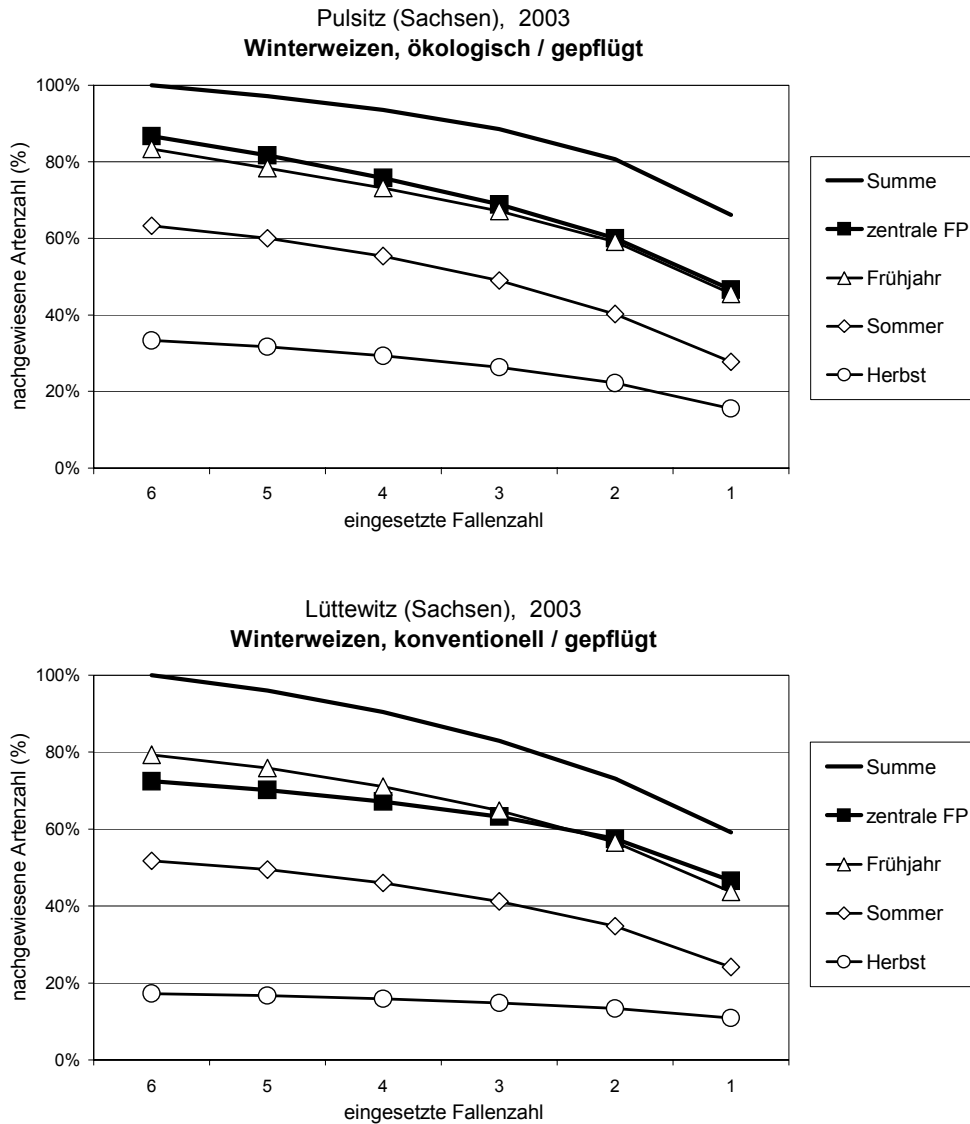 Pulsitz (Sachsen), 2003
Winterweizen, ökologisch / gepflügt
nachgewiesene Artenzahl (%)
100%
80%
60%
40%
20%
0%
6 5 4 3 2 1
eingesetzte Fallenzahl
Summe
zentrale FP
Frühjahr
Sommer
Herbst
Lüttewitz (Sachsen), 2003
Winterweizen, konventionell / gepflügt
nachgewiesene Artenzahl (%)
100%
80%
60%
40%
20%
0%
6 5 4 3 2 1
eingesetzte Fallenzahl
Summe
zentrale FP
Frühjahr
Sommer
Herbst